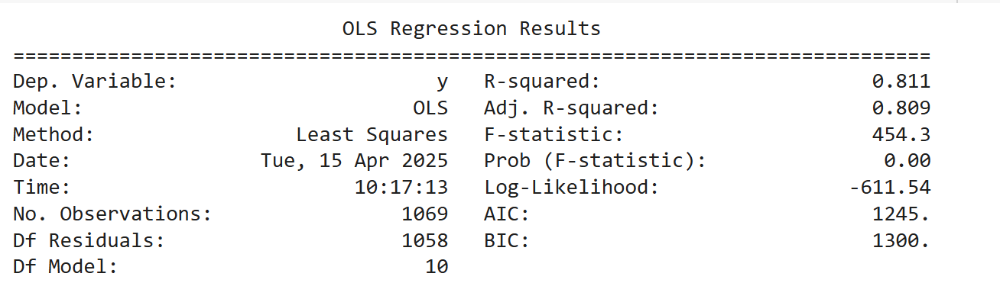 OLS Regression Results
==============================================================================
Dep. Variable:                      y   R-squared:                       0.811
Model:                            OLS   Adj. R-squared:                  0.809
Method:                 Least Squares   F-statistic:                     454.3
Date:                Tue, 15 Apr 2025   Prob (F-statistic):               0.00
Time:                        10:17:13   Log-Likelihood:                -611.54
No. Observations:                1069   AIC:                             1245.
Df Residuals:                    1058   BIC:                             1300.
Df Model:                          10